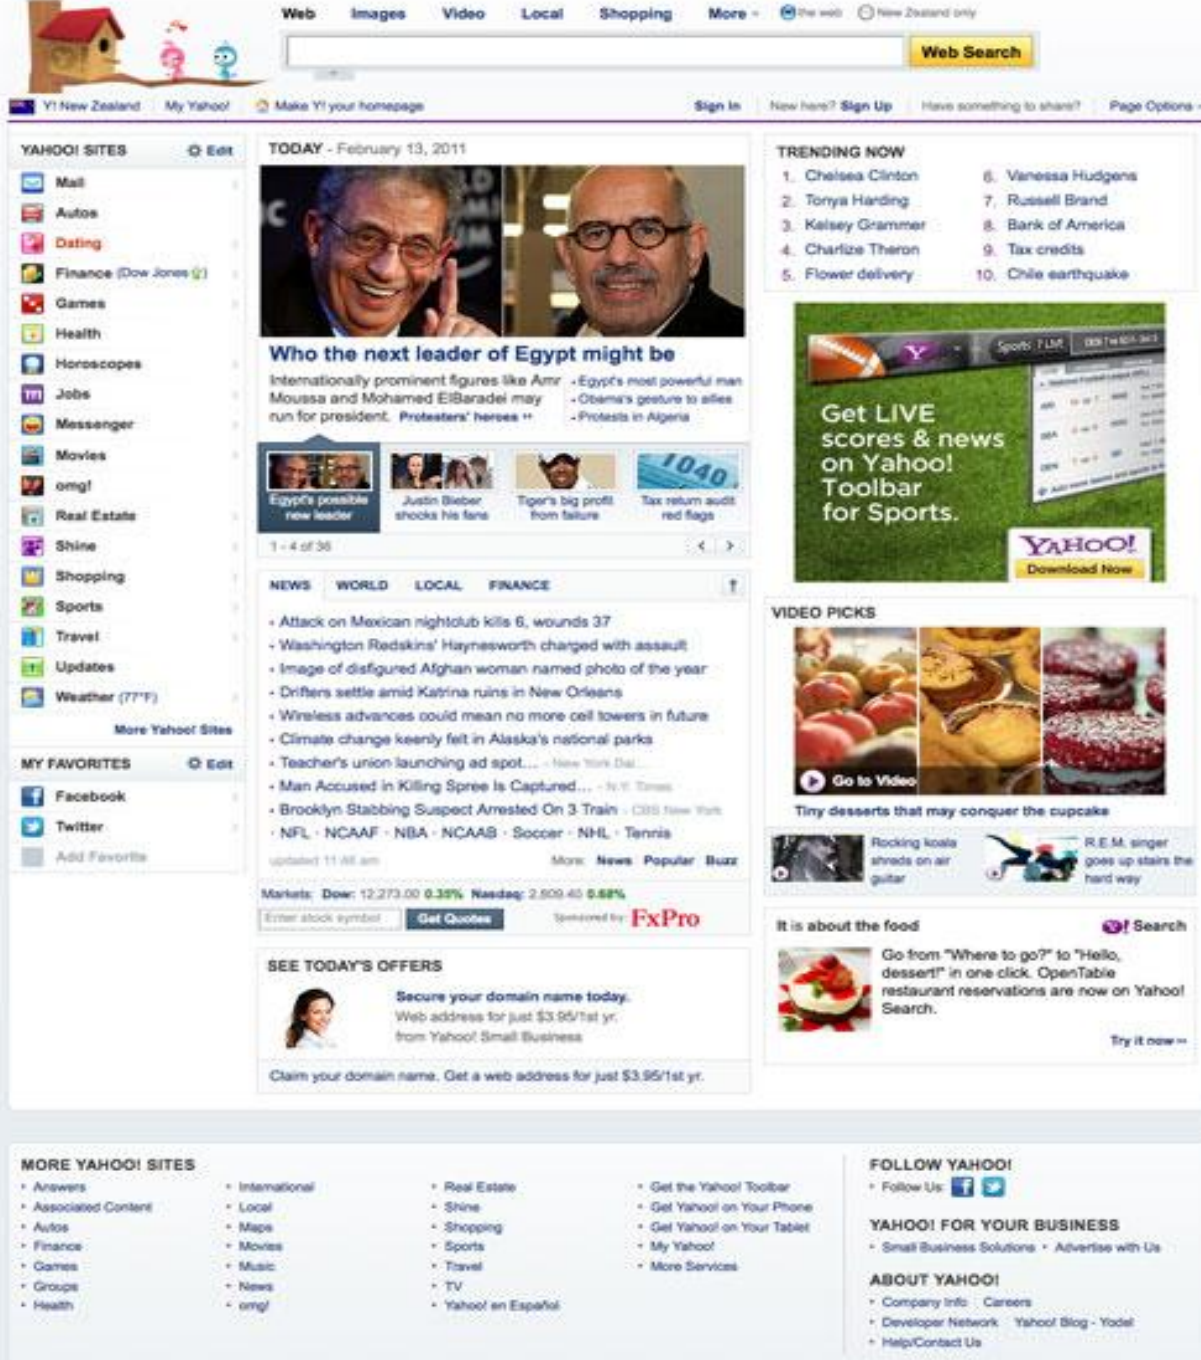 Web Images Video Local Shopping More
the web New Zealand only
Web Search
Y! New Zealand My Yahoo! Make Y! your homepage
Sign In New here? Sign Up Have something to share? Page Options
YAHOO! SITES Edit
Mail
Autos
Dating
Finance (Dow Jones)
Games
Health
Horoscopes
Jobs
Messenger
Movies
omg!
Real Estate
Shine
Shopping
Sports
Travel
Updates
Weather (77°F)
More Yahoo! Sites
MY FAVORITES Edit
Facebook
Twitter
Add Favorite
TODAY - February 13, 2011
Who the next leader of Egypt might be
Internationally prominent figures like Amr
Moussa and Mohamed ElBaradei may
run for president. Protesters' heroes »
• Egypt's most powerful man
• Obama's gesture to allies
• Protests in Algeria
1040
Egypt's possible
new leader
Justin Bieber
shocks his fans
Tiger's big profit
from failure
Tax return audit
red flags
1 - 4 of 36
NEWS WORLD LOCAL FINANCE
• Attack on Mexican nightclub kills 6, wounds 37
• Washington Redskins' Haynesworth charged with assault
• Image of disfigured Afghan woman named photo of the year
• Drifters settle amid Katrina ruins in New Orleans
• Wireless advances could mean no more cell towers in future
• Climate change keenly felt in Alaska's national parks
• Teacher's union launching ad spot... - New York Dai...
• Man Accused in Killing Spree Is Captured... - N.Y. Times
• Brooklyn Stabbing Suspect Arrested On 3 Train - CBS New York
· NFL · NCAAF · NBA · NCAAB · Soccer · NHL · Tennis
updated 11:46 am More: News Popular Buzz
Markets: Dow: 12,273.00 0.35% Nasdaq: 2,809.40 0.68%
Enter stock symbol Get Quotes Sponsored by: FxPro
SEE TODAY'S OFFERS
Secure your domain name today.
Web address for just $3.95/1st yr.
from Yahoo! Small Business
Claim your domain name. Get a web address for just $3.95/1st yr.
TRENDING NOW
1. Chelsea Clinton
2. Tonya Harding
3. Kelsey Grammer
4. Charlize Theron
5. Flower delivery
6. Vanessa Hudgens
7. Russell Brand
8. Bank of America
9. Tax credits
10. Chile earthquake
Get LIVE
scores & news
on Yahoo!
Toolbar
for Sports.
YAHOO!
Download Now
VIDEO PICKS
Go to Video
Tiny desserts that may conquer the cupcake
Rocking koala
shreds on air
guitar
R.E.M. singer
goes up stairs the
hard way
It is about the food Y! Search
Go from "Where to go?" to "Hello,
dessert!" in one click. OpenTable
restaurant reservations are now on Yahoo!
Search.
Try it now »
MORE YAHOO! SITES
• Answers
• Associated Content
• Autos
• Finance
• Games
• Groups
• Health
• International
• Local
• Maps
• Movies
• Music
• News
• omg!
• Real Estate
• Shine
• Shopping
• Sports
• Travel
• TV
• Yahoo! en Español
• Get the Yahoo! Toolbar
• Get Yahoo! on Your Phone
• Get Yahoo! on Your Tablet
• My Yahoo!
• More Services
FOLLOW YAHOO!
• Follow Us:
YAHOO! FOR YOUR BUSINESS
• Small Business Solutions • Advertise with Us
ABOUT YAHOO!
• Company Info Careers
• Developer Network Yahoo! Blog - Yodel
• Help/Contact Us